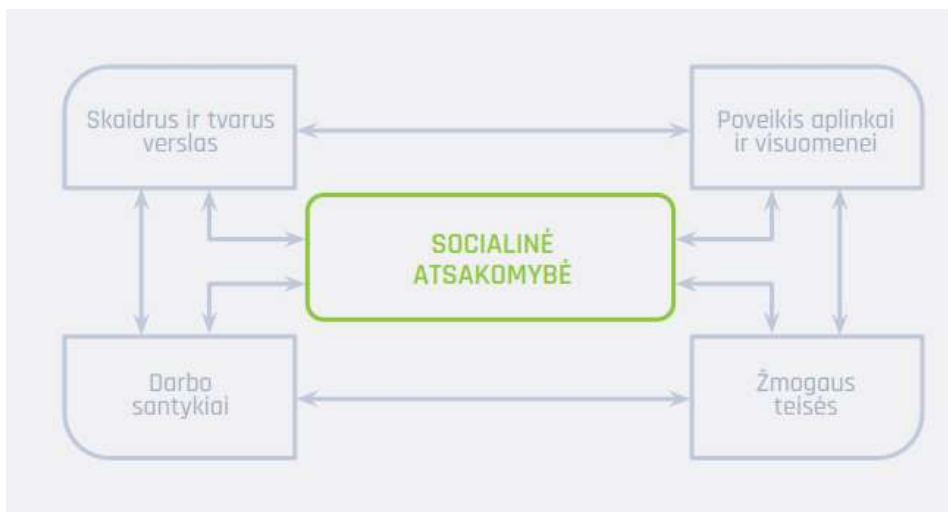 Skaidrus ir tvarus
verslas
Poveikis aplinkai
ir visuomenei
SOCIALINĖ
ATSAKOMYBĖ
Darbo
santykiai
Žmogaus
teisės